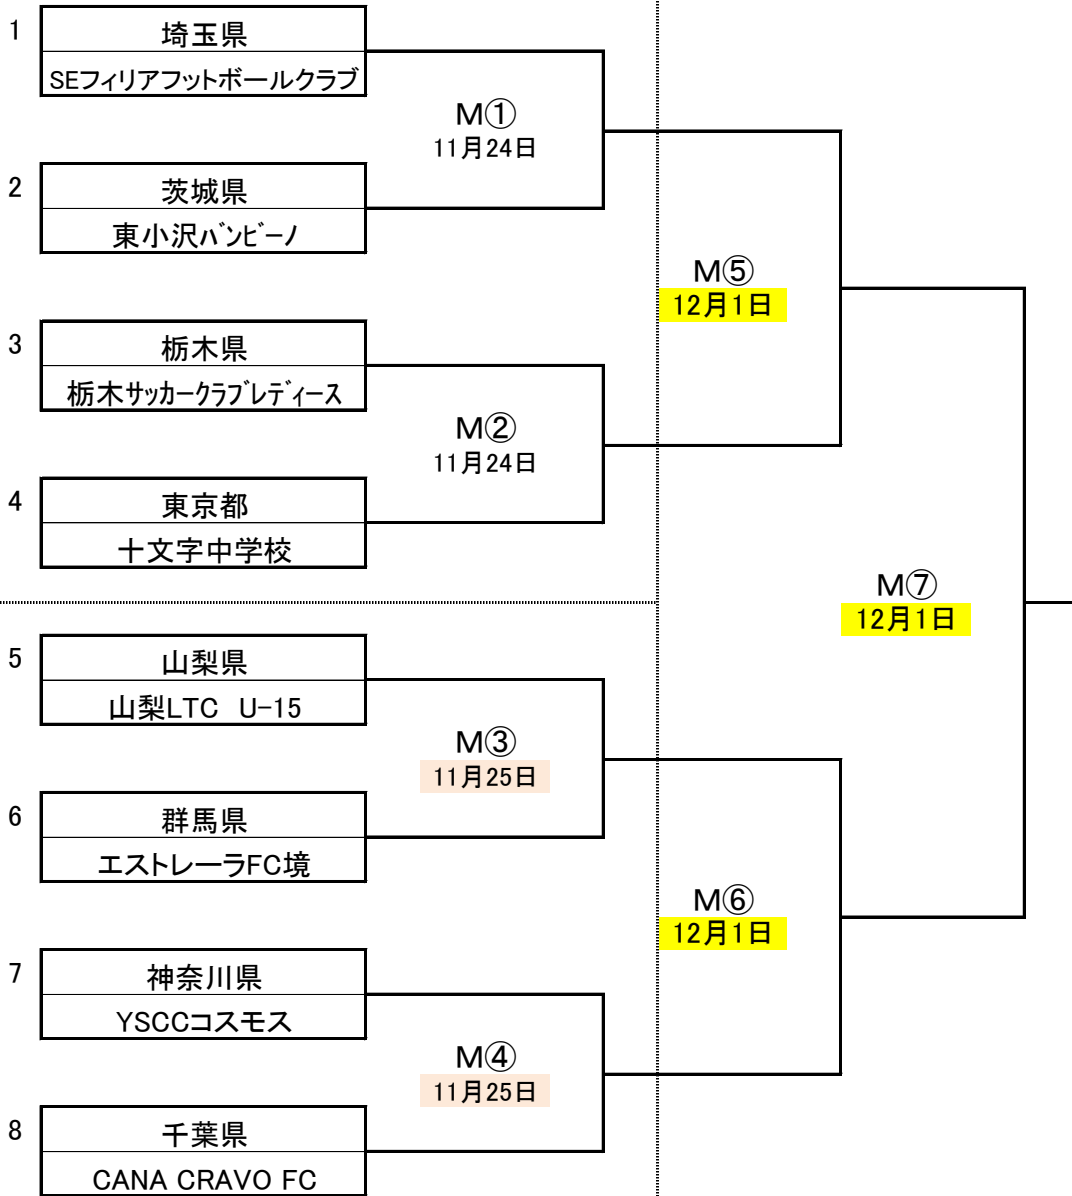 1
埼玉県
SEフィリアフットボールクラブ
M①
11月24日
2
茨城県
東小沢ﾊﾞﾝﾋﾞｰﾉ
M⑤
12月1日
3
栃木県
栃木ｻｯｶｰｸﾗﾌﾞﾚﾃﾞｨｰｽ
M②
11月24日
4
東京都
十文字中学校
M⑦
12月1日
5
山梨県
山梨LTC　U-15
M③
11月25日
6
群馬県
エストレーラFC境
M⑥
12月1日
7
神奈川県
YSCCコスモス
M④
11月25日
8
千葉県
CANA CRAVO FC